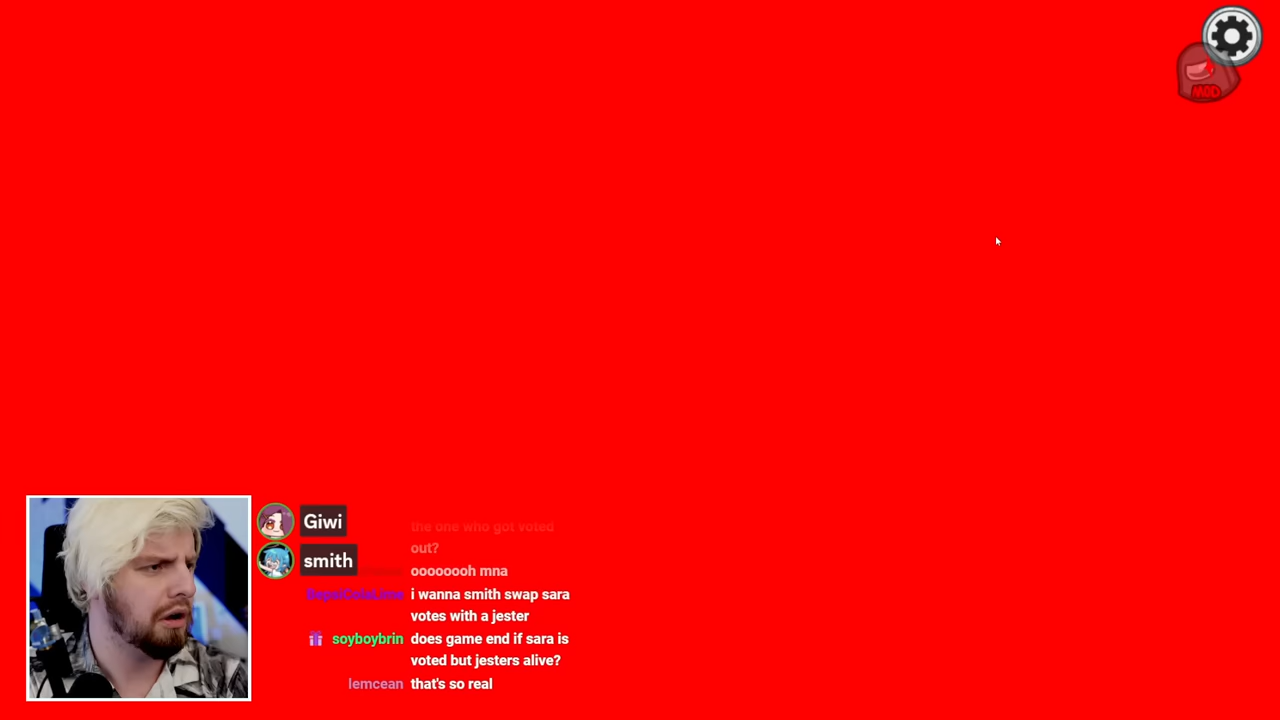 MOD
Giwi
the one who got voted
out?
smith
oooooooh mna
i wanna smith swap sara
votes with a jester
soyboybrin does game end if sara is
voted but jesters alive?
lemcean that's so real